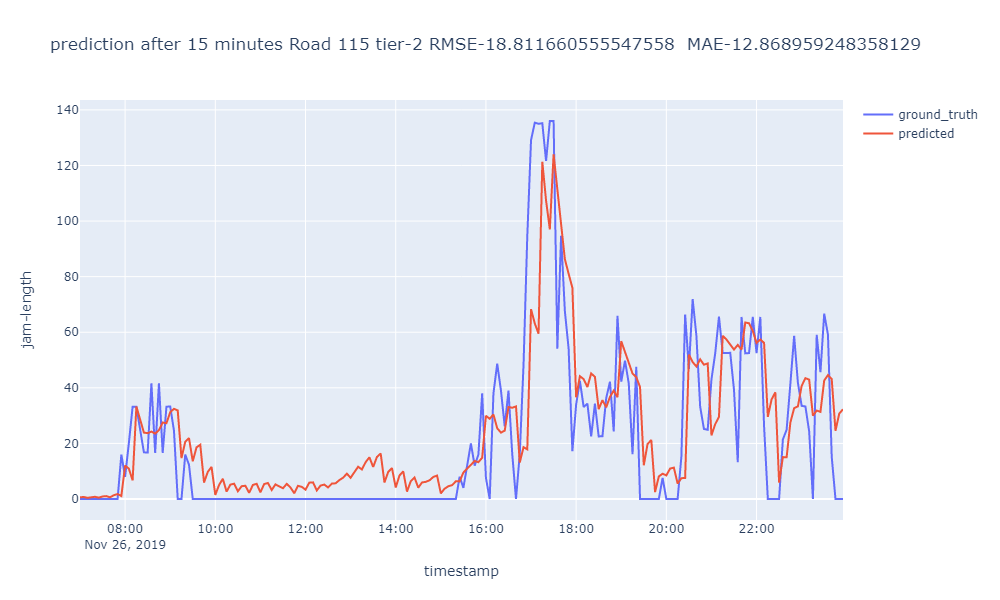 prediction after 15 minutes Road 115 tier-2 RMSE-18.811660555547558  MAE-12.868959248358129
ground_truth
predicted
140
120
100
80
60
40
20
0
jam-length
08:00 10:00 12:00 14:00 16:00 18:00 20:00 22:00
Nov 26, 2019
timestamp